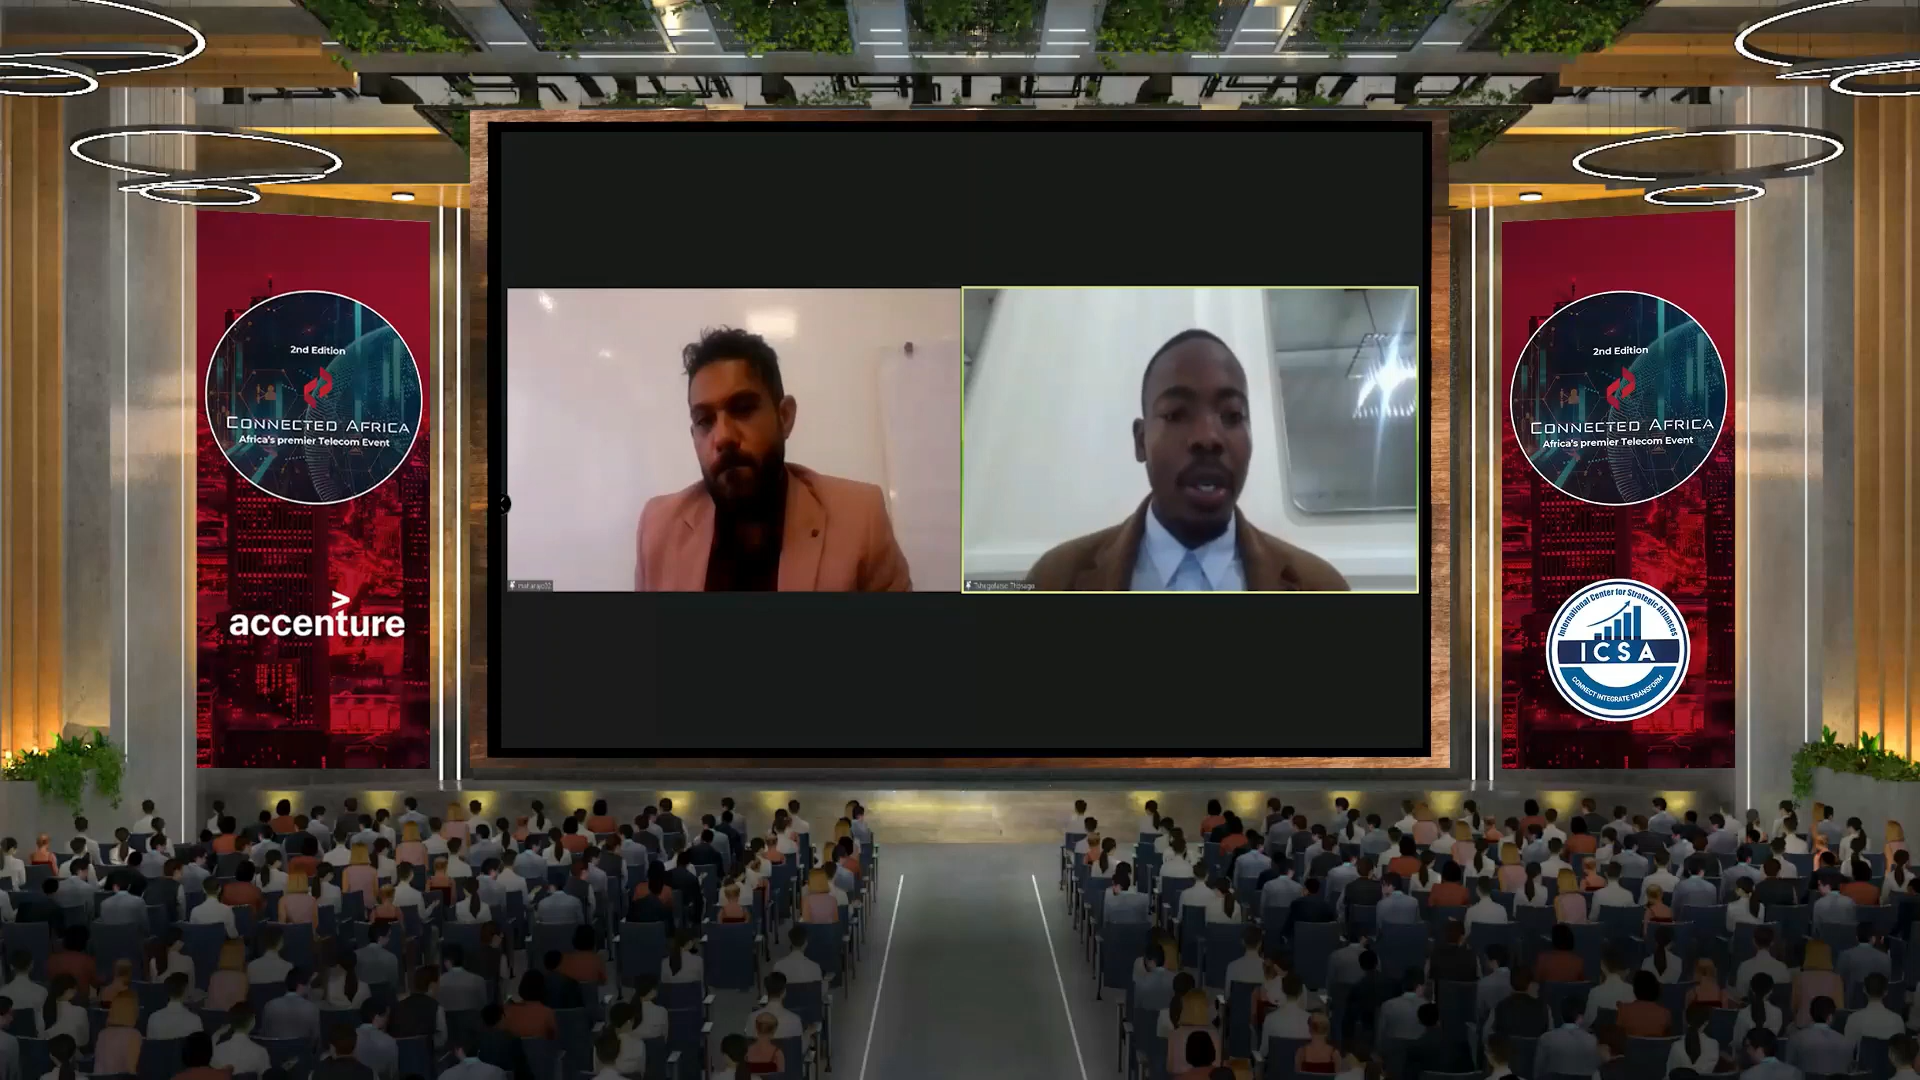 2nd Edition
CONNECTED AFRICA
Africa's premier Telecom Event
accenture
2nd Edition
CONNECTED AFRICA
Africa's premier Telecom Event
International Center for Strategic Alliances
ICSA
CONNECT INTEGRATE TRANSFORM